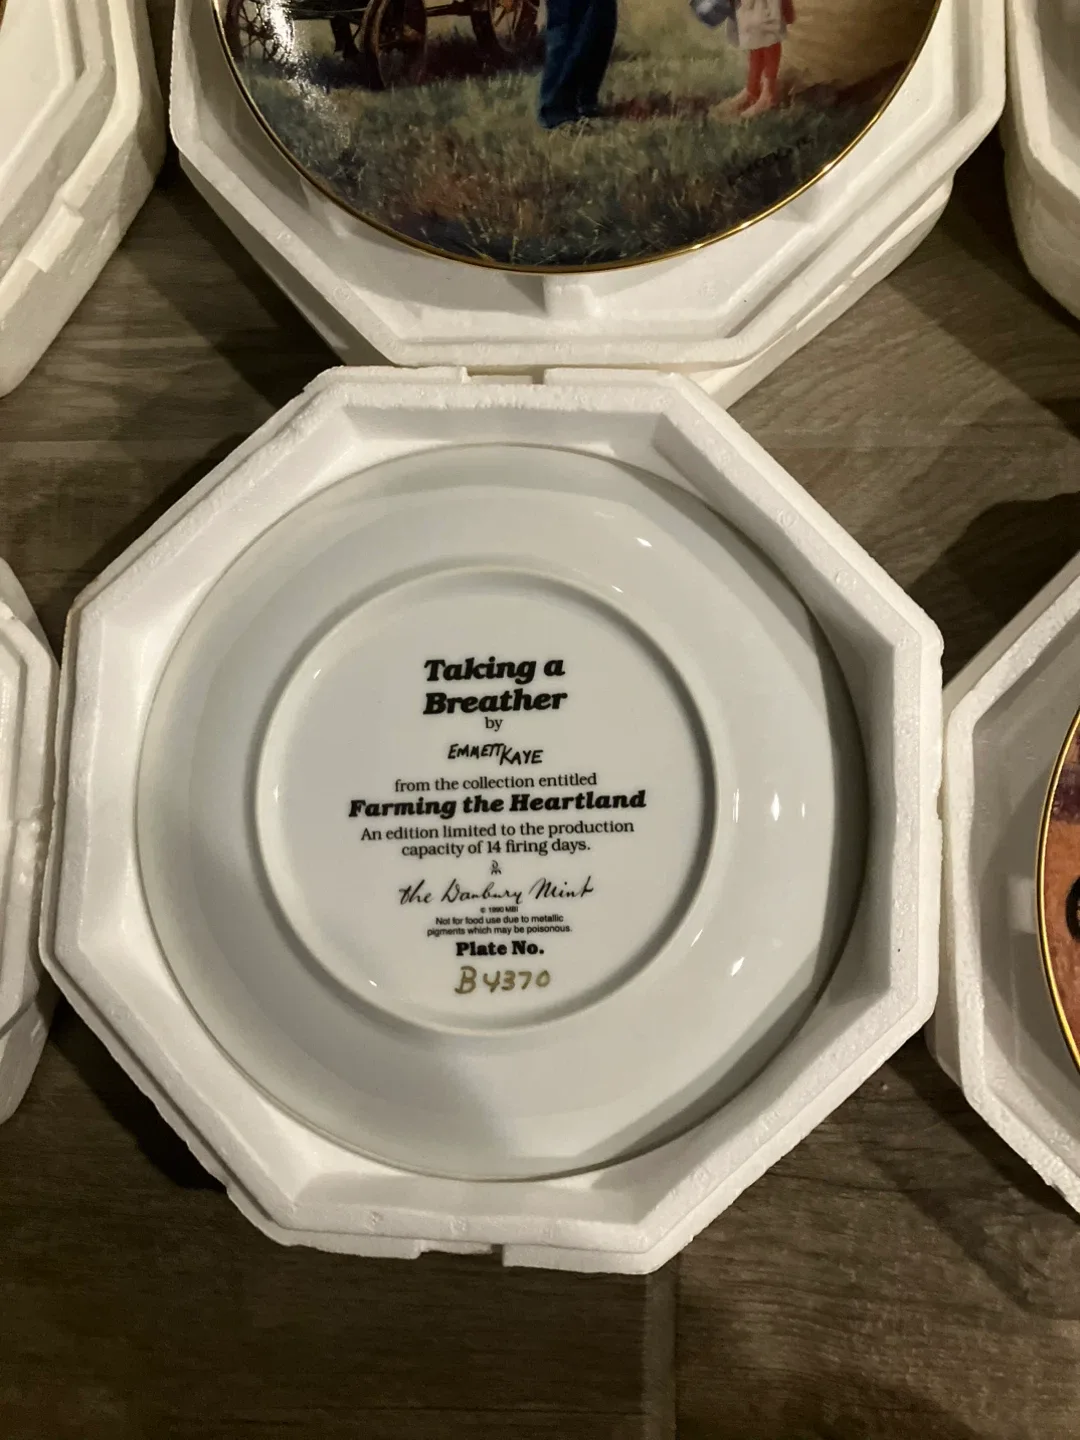 Taking a
Breather
by
EMMETT KAYE
from the collection entitled
Farming the Heartland
An edition limited to the production
capacity of 14 firing days.
The Danbury Mint
© 1990 MBI
Not for food use due to metallic
pigments which may be poisonous.
Plate No.
B4370